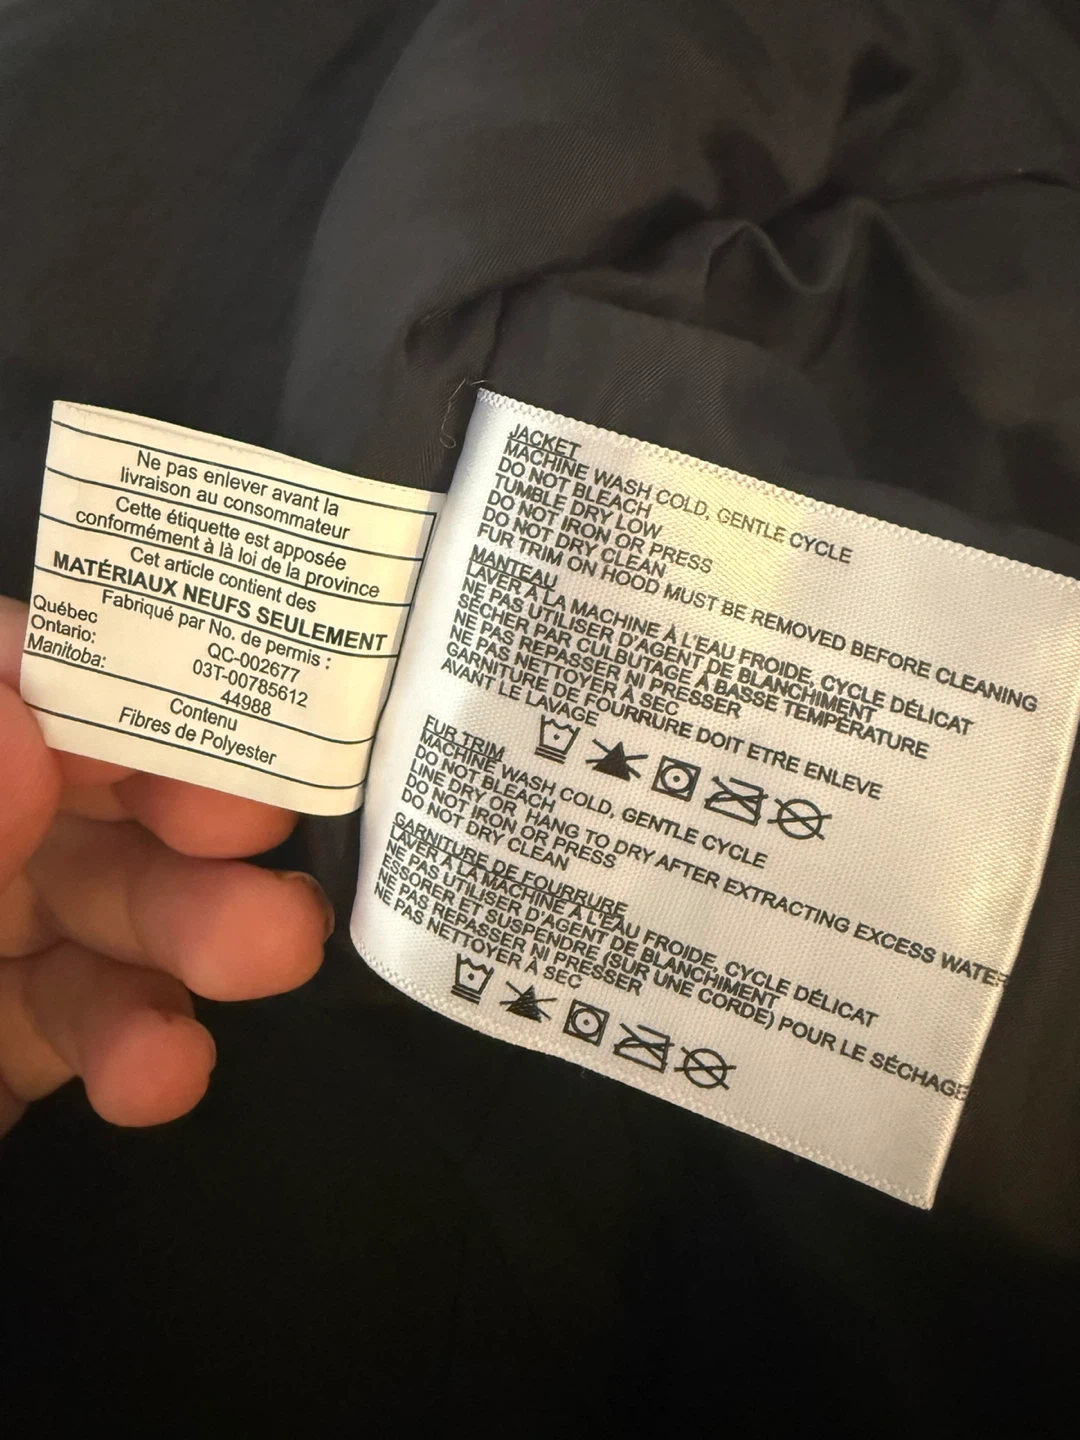 Ne pas enlever avant la
livraison au consommateur
Cette étiquette est apposée
conformément à là loi de la province
Cet article contient des
MATÉRIAUX NEUFS SEULEMENT
Fabriqué par No. de permis :
Québec QC-002677
Ontario: 03T-00785612
Manitoba: 44988
Contenu
Fibres de Polyester
JACKET
MACHINE WASH COLD, GENTLE CYCLE
DO NOT BLEACH
TUMBLE DRY LOW
DO NOT IRON OR PRESS
DO NOT DRY CLEAN
FUR TRIM ON HOOD MUST BE REMOVED BEFORE CLEANING
MANTEAU
LAVER À LA MACHINE À L'EAU FROIDE, CYCLE DÉLICAT
NE PAS UTILISER D'AGENT DE BLANCHIMENT
SÉCHER PAR CULBUTAGE À BASSE TEMPÉRATURE
NE PAS REPASSER NI PRESSER
NE PAS NETTOYER À SEC
GARNITURE DE FOURRURE DOIT ETRÈ ENLEVE
AVANT LE LAVAGE
FUR TRIM
MACHINE WASH COLD, GENTLE CYCLE
DO NOT BLEACH
LINE DRY OR HANG TO DRY AFTER EXTRACTING EXCESS WATER
DO NOT IRON OR PRESS
DO NOT DRY CLEAN
GARNITURE DE FOURRURE
LAVER À LA MACHINE À L'EAU FROIDE, CYCLE DÉLICAT
NE PAS UTILISER D'AGENT DE BLANCHIMENT
ESSORER ET SUSPENDRE (SUR UNE CORDE) POUR LE SÉCHAGE
NE PAS REPASSER NI PRESSER
NE PAS NETTOYER À SEC